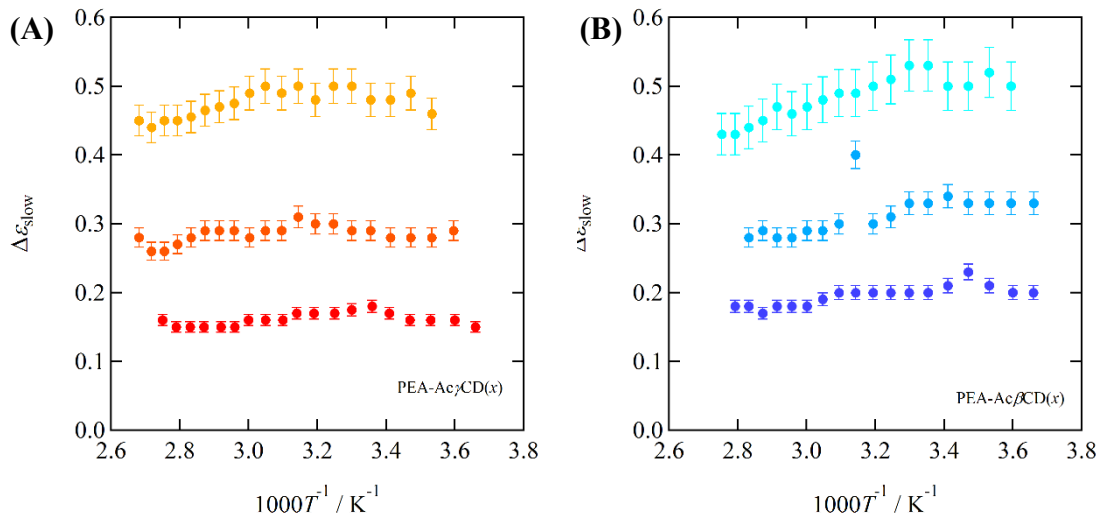 (A)
0.6
0.5
0.4
0.3
0.2
0.1
0.0
Δε_slow
PEA-AcγCD(x)
2.6 2.8 3.0 3.2 3.4 3.6 3.8
1000T⁻¹ / K⁻¹
(B)
0.6
0.5
0.4
0.3
0.2
0.1
0.0
Δε_slow
PEA-AcβCD(x)
2.6 2.8 3.0 3.2 3.4 3.6 3.8
1000T⁻¹ / K⁻¹